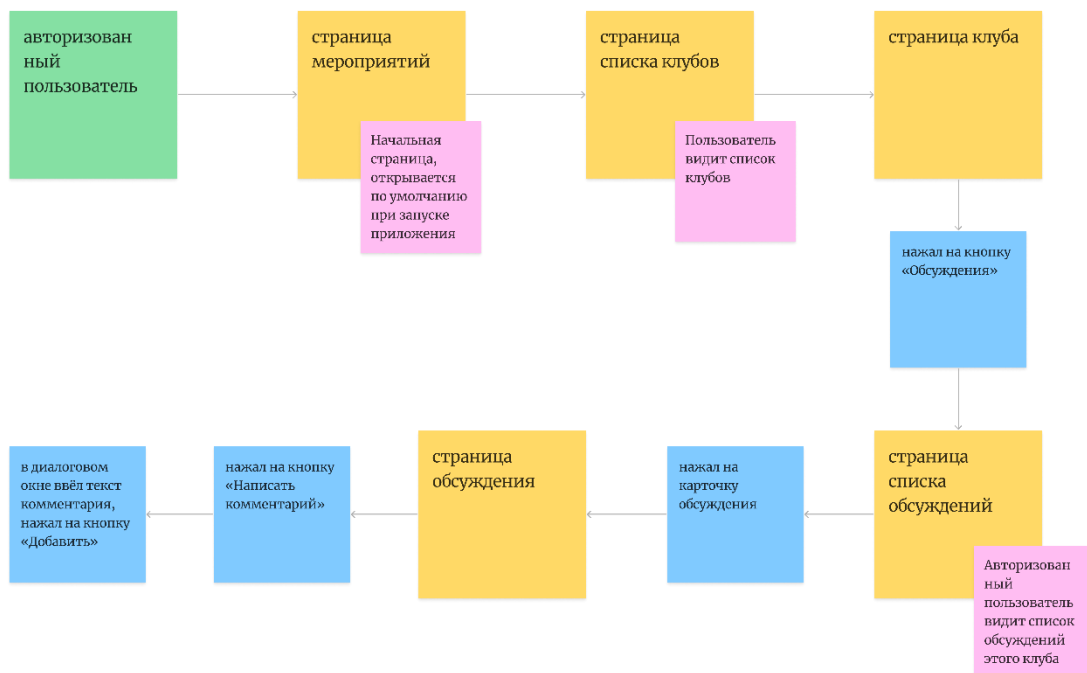 авторизован
ный
пользователь
страница
мероприятий
Начальная
страница,
открывается
по умолчанию
при запуске
приложения
страница
списка клубов
Пользователь
видит список
клубов
страница клуба
нажал на кнопку
«Обсуждения»
страница
списка
обсуждений
Авторизован
ный
пользователь
видит список
обсуждений
этого клуба
нажал на
карточку
обсуждения
страница
обсуждения
нажал на кнопку
«Написать
комментарий»
в диалоговом
окне ввёл текст
комментария,
нажал на кнопку
«Добавить»